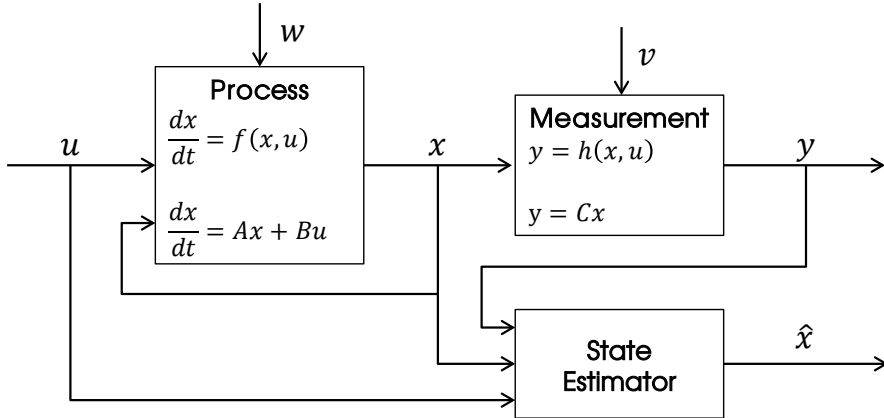 w
v
Process
Measurement
u
dx/dt = f(x, u)
x
y = h(x, u)
y
dx/dt = Ax + Bu
y = Cx
State
Estimator
x̂